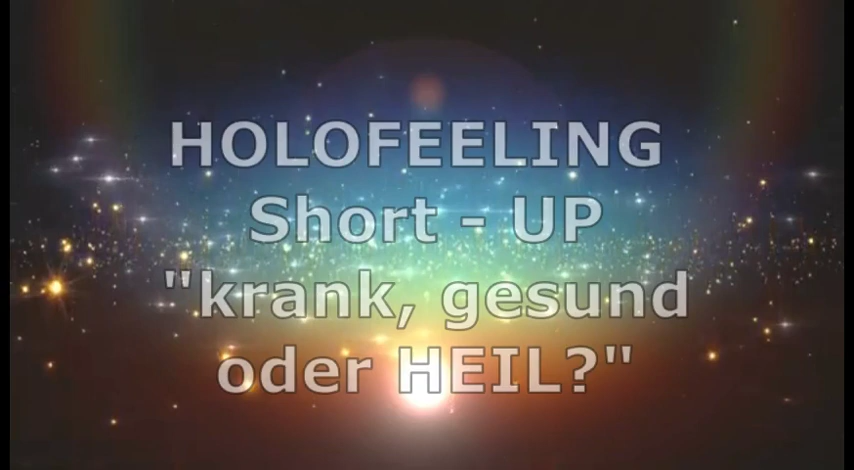 HOLOFEELING
Short - UP
"krank, gesund
oder HEIL?"